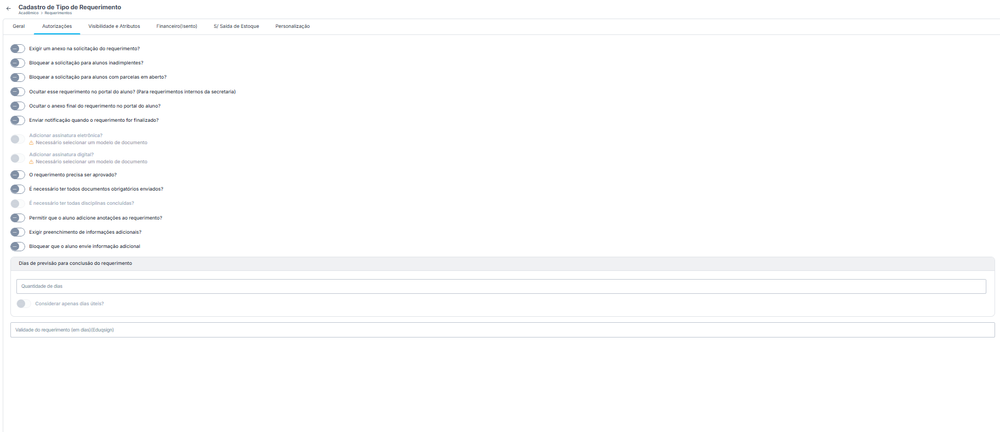 Cadastro de Tipo de Requerimento
Acadêmico > Requerimentos
Geral Autorizações Visibilidade e Atributos Financeiro(Isento) S/ Saída de Estoque Personalização
Exigir um anexo na solicitação do requerimento?
Bloquear a solicitação para alunos inadimplentes?
Bloquear a solicitação para alunos com parcelas em aberto?
Ocultar esse requerimento no portal do aluno? (Para requerimentos internos da secretaria)
Ocultar o anexo final do requerimento no portal do aluno?
Enviar notificação quando o requerimento for finalizado?
Adicionar assinatura eletrônica?
Necessário selecionar um modelo de documento
Adicionar assinatura digital?
Necessário selecionar um modelo de documento
O requerimento precisa ser aprovado?
É necessário ter todos documentos obrigatórios enviados?
É necessário ter todas disciplinas concluídas?
Permitir que o aluno adicione anotações ao requerimento?
Exigir preenchimento de informações adicionais?
Bloquear que o aluno envie informação adicional
Dias de previsão para conclusão do requerimento
Quantidade de dias
Considerar apenas dias úteis?
Validade do requerimento (em dias)(Eduqsign)